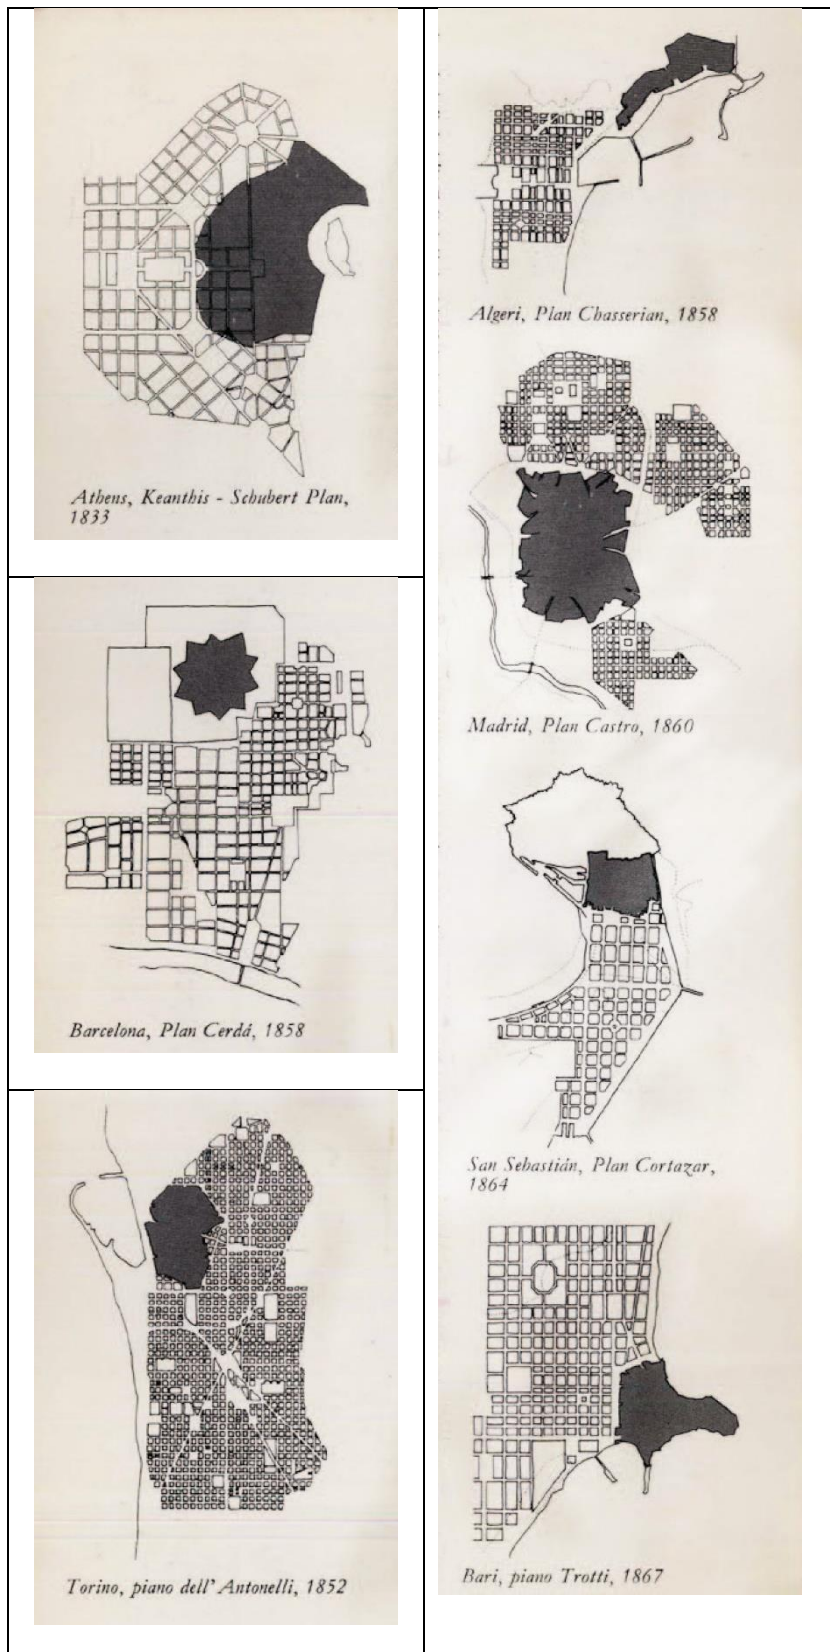 Athens, Keanthis - Schubert Plan,
1833
Barcelona, Plan Cerdá, 1858
Torino, piano dell' Antonelli, 1852
Algeri, Plan Chasserian, 1858
Madrid, Plan Castro, 1860
San Sebastián, Plan Cortazar,
1864
Bari, piano Trotti, 1867